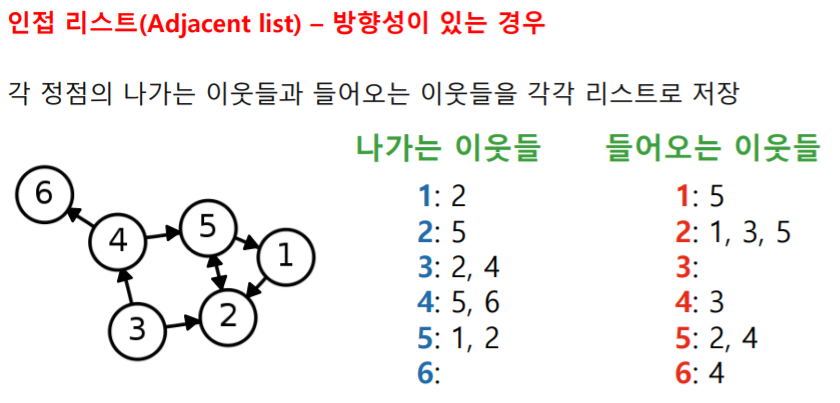 인접 리스트(Adjacent list) – 방향성이 있는 경우
각 정점의 나가는 이웃들과 들어오는 이웃들을 각각 리스트로 저장
6
4
5
1
3
2
나가는 이웃들
1: 2
2: 5
3: 2, 4
4: 5, 6
5: 1, 2
6:
들어오는 이웃들
1: 5
2: 1, 3, 5
3:
4: 3
5: 2, 4
6: 4